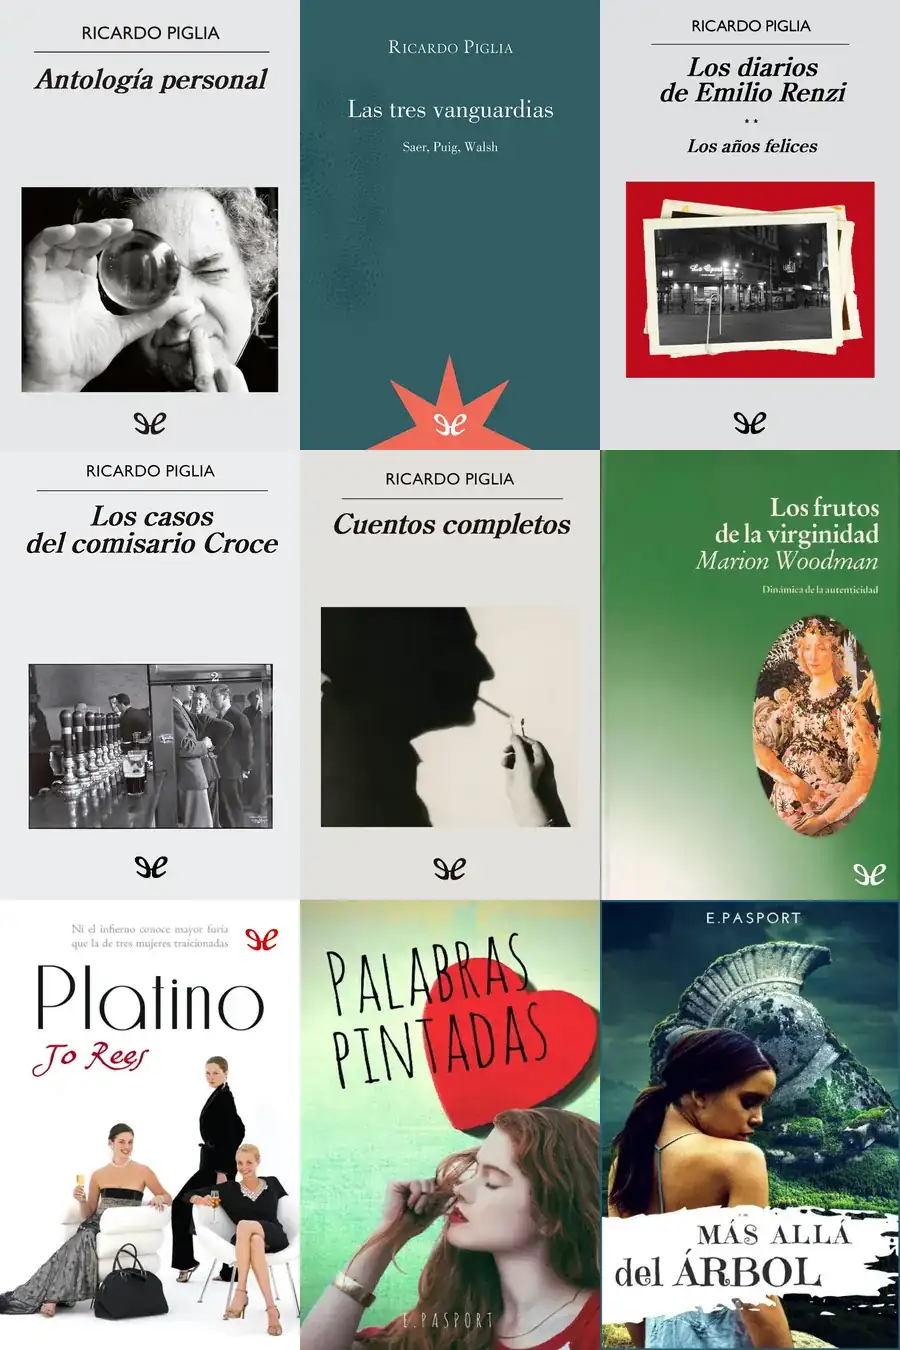 RICARDO PIGLIA
Antología personal
RICARDO PIGLIA
Las tres vanguardias
Saer, Puig, Walsh
RICARDO PIGLIA
Los diarios
de Emilio Renzi
**
Los años felices
RICARDO PIGLIA
Los casos
del comisario Croce
2
RICARDO PIGLIA
Cuentos completos
Los frutos
de la virginidad
Marion Woodman
Dinámica de la autenticidad
Ni el infierno conoce mayor furia
que la de tres mujeres traicionadas
Platino
Jo Rees
PALABRAS
PINTADAS
E.PASPORT
E.PASPORT
MÁS ALLÁ
del ÁRBOL